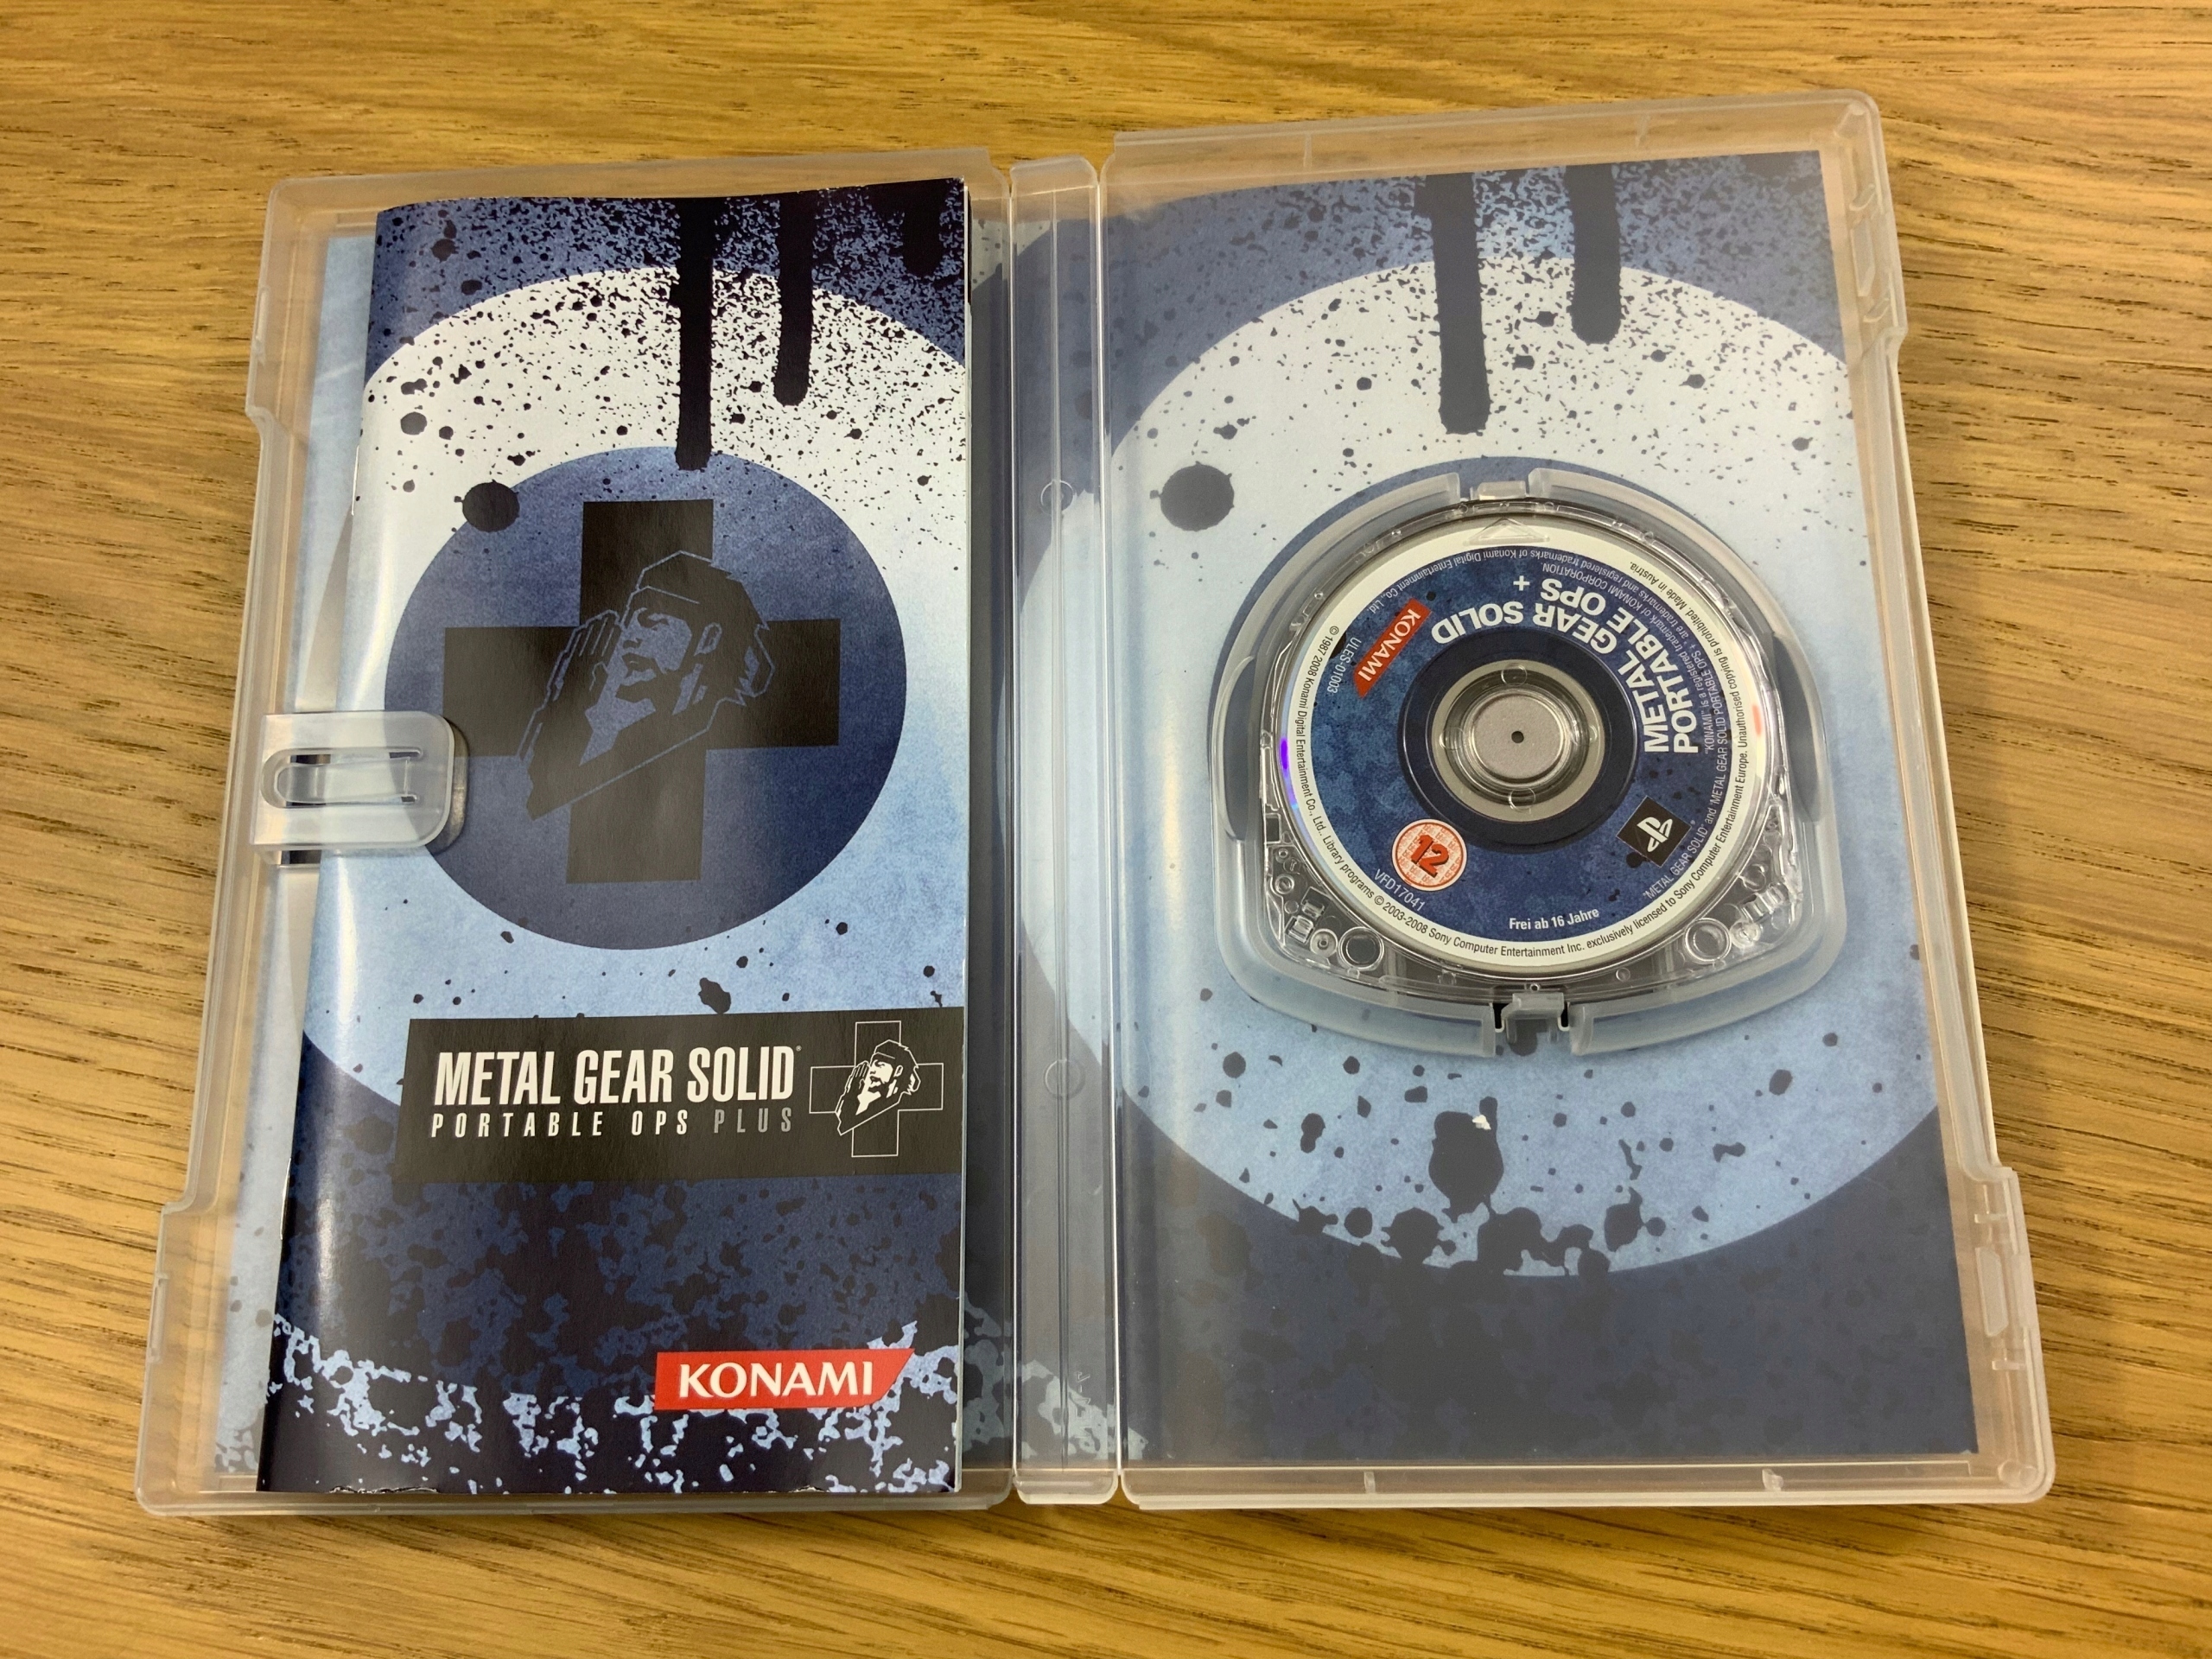 METAL GEAR SOLID®
PORTABLE OPS PLUS
KONAMI
METAL GEAR SOLID
PORTABLE OPS +
KONAMI
ULES-01003
12
VFD17041
Frei ab 16 Jahre
© 1987 2008 Konami Digital Entertainment Co., Ltd. Library programs © 2003-2008 Sony Computer Entertainment Inc. exclusively licensed to Sony Computer Entertainment Europe. Unauthorised copying is prohibited. Made in Austria.
"KONAMI" is a registered trademark of KONAMI CORPORATION.
"METAL GEAR SOLID" and "METAL GEAR SOLID PORTABLE OPS +" are trademarks and registered trademarks of Konami Digital Entertainment Co., Ltd.